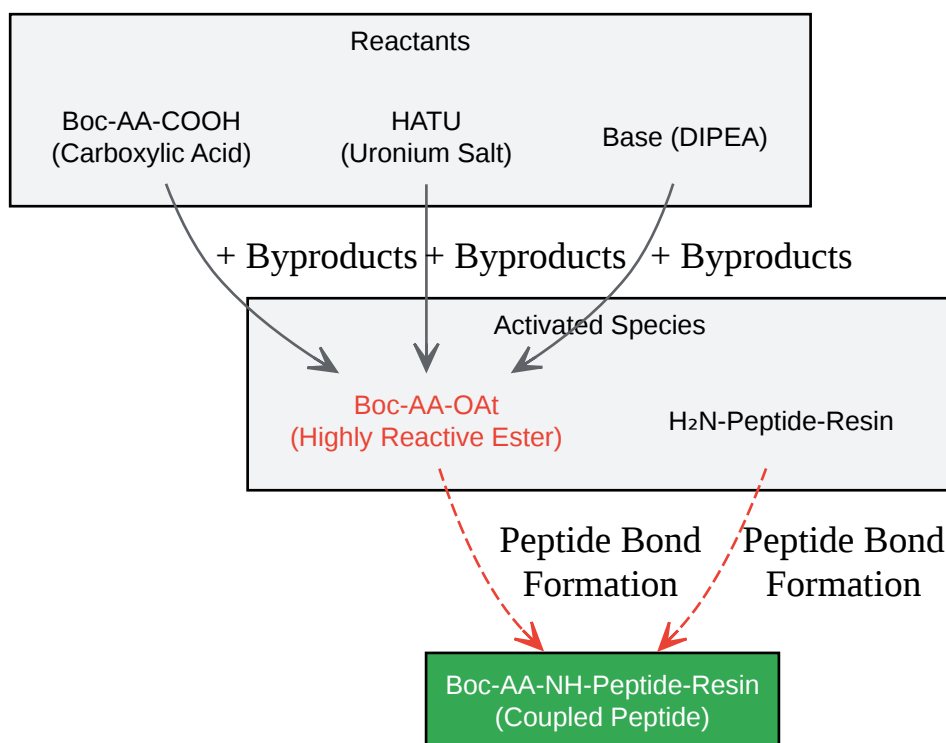 Reactants
Boc-AA-COOH
(Carboxylic Acid)
HATU
(Uronium Salt)
Base (DIPEA)
+ Byproducts
+ Byproducts
+ Byproducts
Activated Species
Boc-AA-OAt
(Highly Reactive Ester)
H₂N-Peptide-Resin
Peptide Bond
Formation
Peptide Bond
Formation
Boc-AA-NH-Peptide-Resin
(Coupled Peptide)